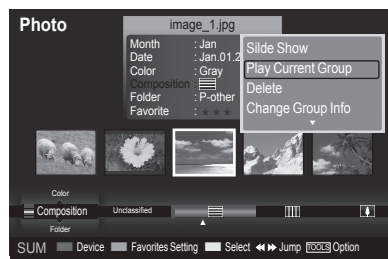 Photo
image_1.jpg
Month : Jan
Date : Jan.01.2
Color : Gray
Composition :
Folder : P-other
Favorite : ★ ★ ★
Silde Show
Play Current Group
Delete
Change Group Info
Color
Composition
Folder
Unclassified
SUM Device Favorites Setting Select Jump TOOLS Option